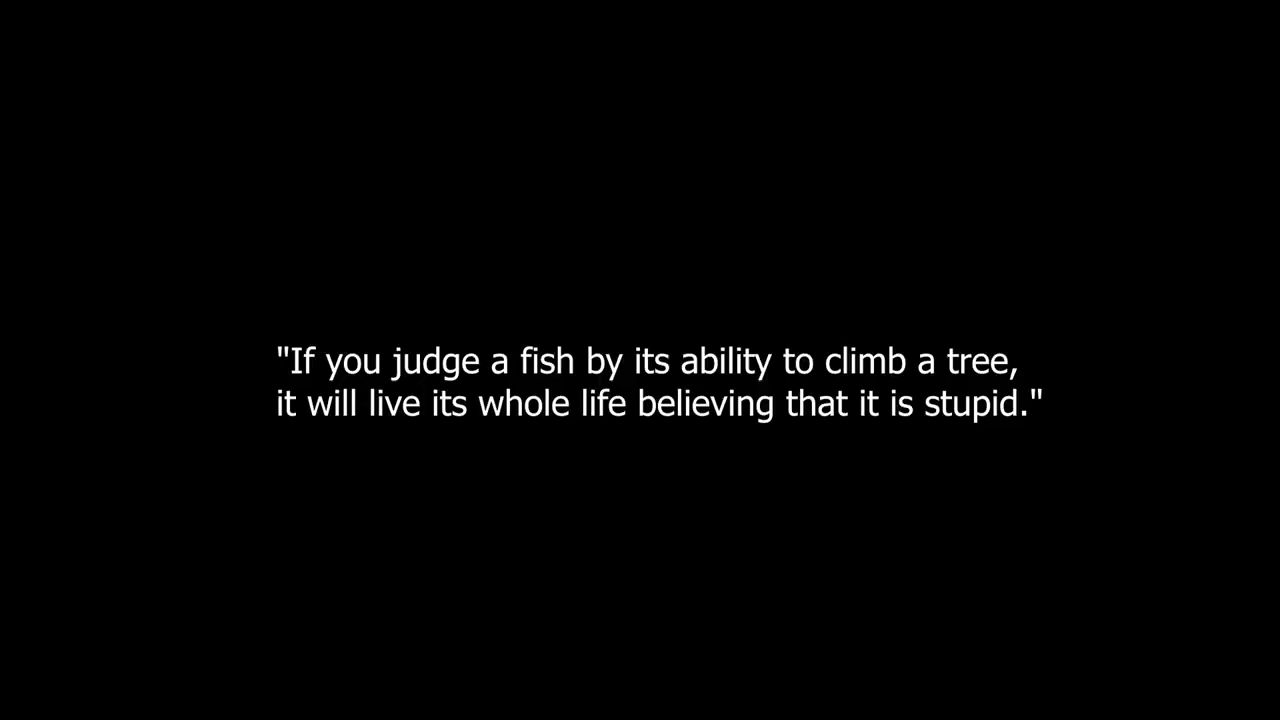 "If you judge a fish by its ability to climb a tree,
it will live its whole life believing that it is stupid."